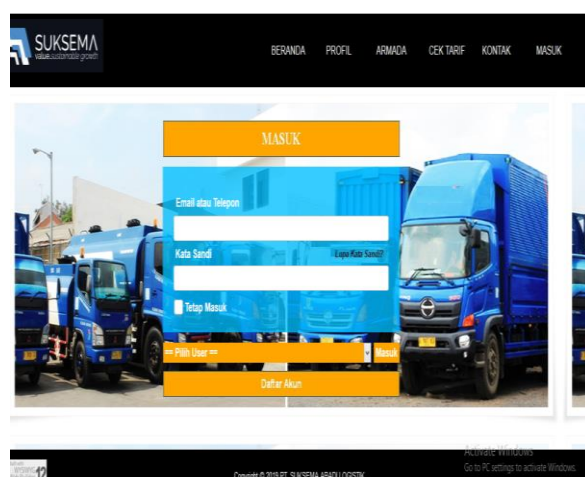 SUKSEMA
value.sustainable growth
BERANDA PROFIL ARMADA CEK TARIF KONTAK MASUK
MASUK
Email atau Telepon
Kata Sandi Lupa Kata Sandi?
Tetap Masuk
== Pilih User == Masuk
Daftar Akun
Activate Windows
Go to PC settings to activate Windows.
12
Copyright © 2019 PT. SUKSEMA ABADI LOGISTIK